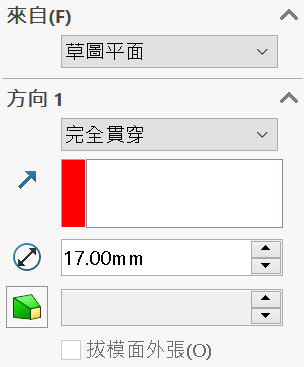 來自(F)
草圖平面
方向 1
完全貫穿
17.00mm
拔模面外張(O)